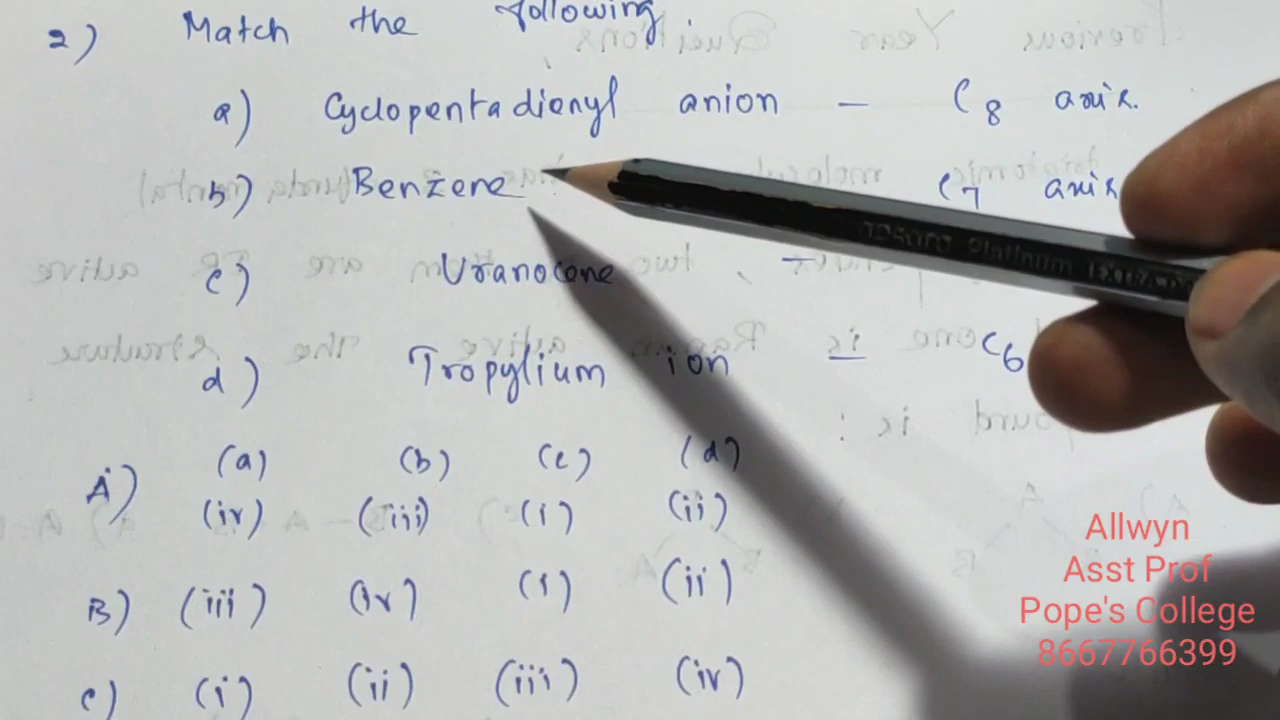 2) Match the following
a) Cyclopentadienyl anion - C8 axis.
b) Benzene C7 axis
c) Uranocene -
d) Tropylium ion - C6
(a) (b) (c) (d)
A) (iv) (iii) (i) (ii)
B) (iii) (iv) (i) (ii)
c) (i) (ii) (iii) (iv)
Allwyn
Asst Prof
Pope's College
8667766399